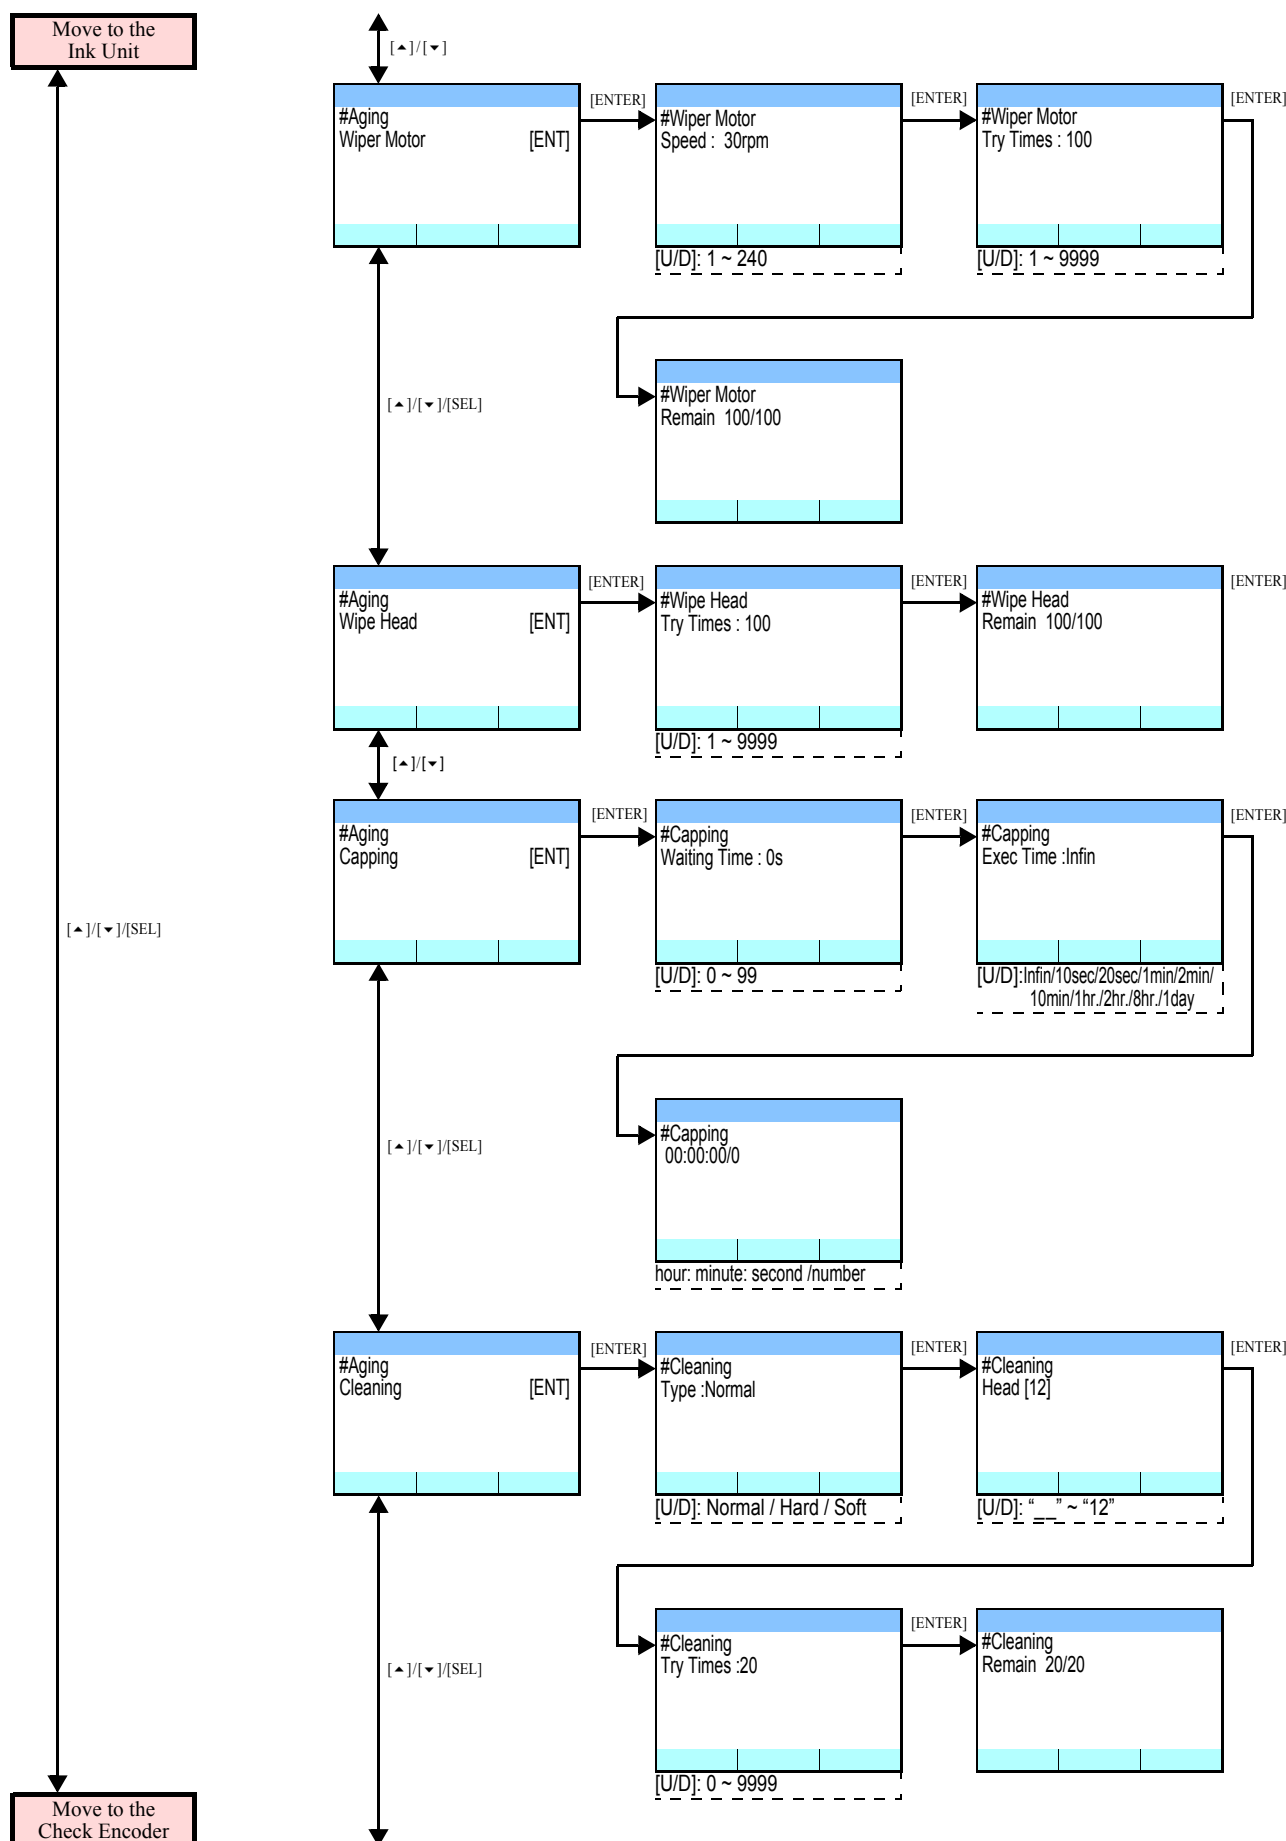 Move to the
Ink Unit
[▲]/[▼]
#Aging
Wiper Motor [ENT]
[ENTER]
#Wiper Motor
Speed : 30rpm
[U/D]: 1 ~ 240
[ENTER]
#Wiper Motor
Try Times : 100
[U/D]: 1 ~ 9999
[ENTER]
#Wiper Motor
Remain 100/100
[▲]/[▼]/[SEL]
#Aging
Wipe Head [ENT]
[ENTER]
#Wipe Head
Try Times : 100
[U/D]: 1 ~ 9999
[ENTER]
#Wipe Head
Remain 100/100
[ENTER]
[▲]/[▼]
#Aging
Capping [ENT]
[ENTER]
#Capping
Waiting Time : 0s
[U/D]: 0 ~ 99
[ENTER]
#Capping
Exec Time :Infin
[U/D]:Infin/10sec/20sec/1min/2min/
10min/1hr./2hr./8hr./1day
[ENTER]
[▲]/[▼]/[SEL]
#Capping
00:00:00/0
hour: minute: second /number
[▲]/[▼]/[SEL]
#Aging
Cleaning [ENT]
[ENTER]
#Cleaning
Type :Normal
[U/D]: Normal / Hard / Soft
[ENTER]
#Cleaning
Head [12]
[U/D]: “_ _” ~ “12”
[ENTER]
#Cleaning
Try Times :20
[U/D]: 0 ~ 9999
[ENTER]
#Cleaning
Remain 20/20
[▲]/[▼]/[SEL]
Move to the
Check Encoder